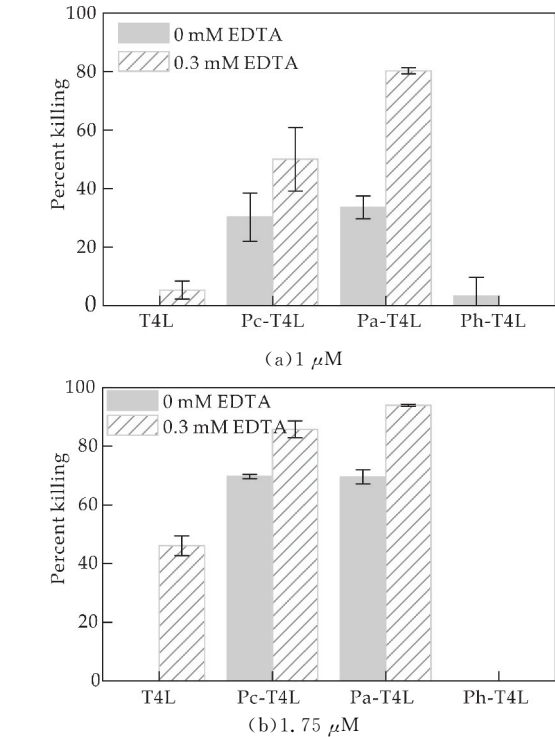 100
80
60
40
20
0
Percent killing
0 mM EDTA
0.3 mM EDTA
T4L Pc-T4L Pa-T4L Ph-T4L
(a)1 μM
100
80
60
40
20
0
Percent killing
0 mM EDTA
0.3 mM EDTA
T4L Pc-T4L Pa-T4L Ph-T4L
(b)1.75 μM